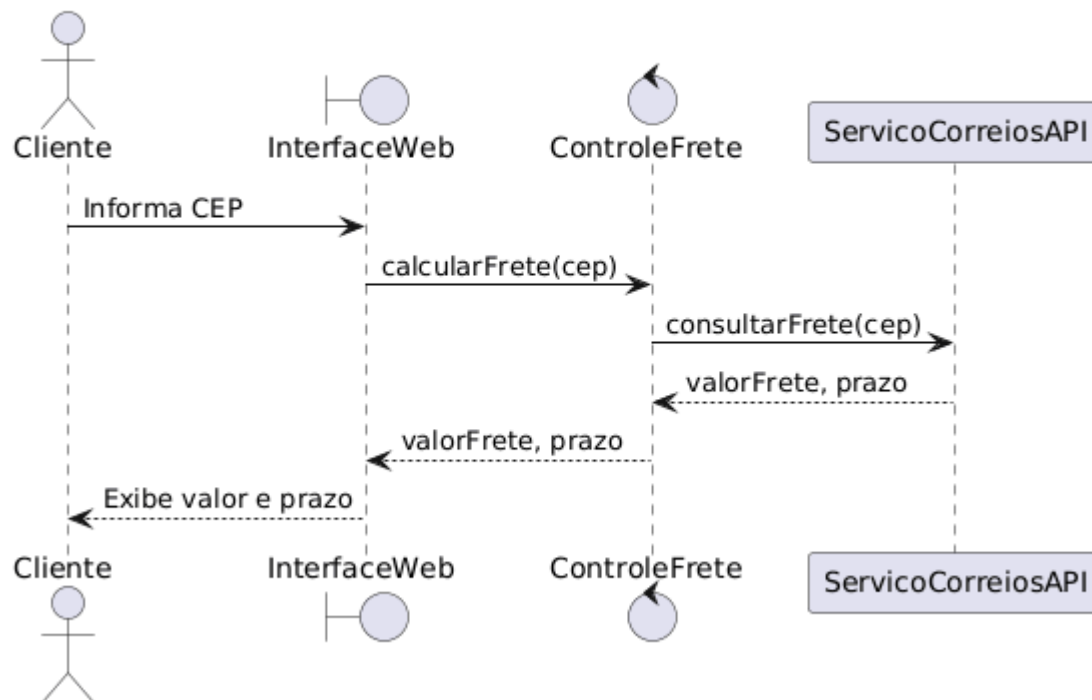 Cliente
InterfaceWeb
ControleFrete
ServicoCorreiosAPI
Informa CEP
calcularFrete(cep)
consultarFrete(cep)
valorFrete, prazo
valorFrete, prazo
Exibe valor e prazo
Cliente
InterfaceWeb
ControleFrete
ServicoCorreiosAPI